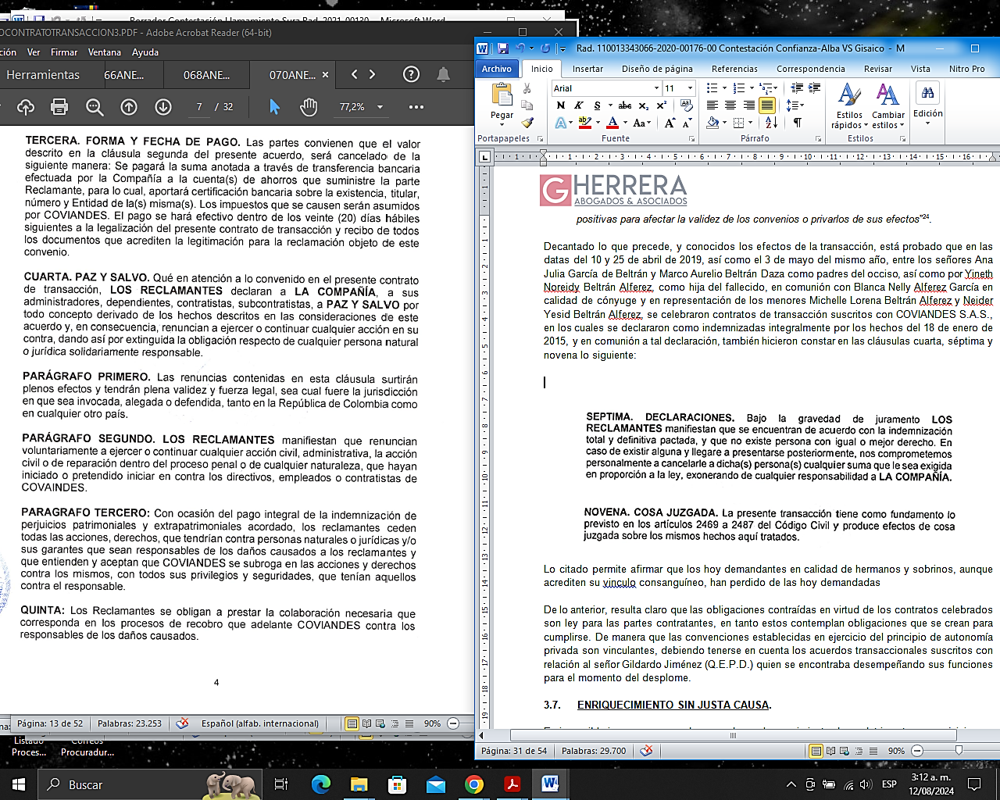 Borrador Contestación Llamamiento Sura Rad. 2021-00130 - Microsoft Word
OCONTRATOTRANSACCION3.PDF - Adobe Acrobat Reader (64-bit)
ción Ver Firmar Ventana Ayuda
Herramientas 66ANE... 068ANE... 070ANE... ×
7 / 32 77,2%
TERCERA. FORMA Y FECHA DE PAGO. Las partes convienen que el valor
descrito en la cláusula segunda del presente acuerdo, será cancelado de la
siguiente manera: Se pagará la suma anotada a través de transferencia bancaria
efectuada por la Compañía a la cuenta(s) de ahorros que suministre la parte
Reclamante, para lo cual, aportará certificación bancaria sobre la existencia, titular,
número y Entidad de la(s) misma(s). Los impuestos que se causen serán asumidos
por COVIANDES. El pago se hará efectivo dentro de los veinte (20) días hábiles
siguientes a la legalización del presente contrato de transacción y recibo de todos
los documentos que acrediten la legitimación para la reclamación objeto de este
convenio.
CUARTA. PAZ Y SALVO. Qué en atención a lo convenido en el presente contrato
de transacción, LOS RECLAMANTES declaran a LA COMPAÑÍA, a sus
administradores, dependientes, contratistas, subcontratistas, a PAZ Y SALVO por
todo concepto derivado de los hechos descritos en las consideraciones de este
acuerdo y, en consecuencia, renuncian a ejercer o continuar cualquier acción en su
contra, dando así por extinguida la obligación respecto de cualquier persona natural
o jurídica solidariamente responsable.
PARÁGRAFO PRIMERO. Las renuncias contenidas en esta cláusula surtirán
plenos efectos y tendrán plena validez y fuerza legal, sea cual fuere la jurisdicción
en que sea invocada, alegada o defendida, tanto en la República de Colombia como
en cualquier otro país.
PARÁGRAFO SEGUNDO. LOS RECLAMANTES manifiestan que renuncian
voluntariamente a ejercer o continuar cualquier acción civil, administrativa, la acción
civil o de reparación dentro del proceso penal o de cualquier naturaleza, que hayan
iniciado o pretendido iniciar en contra los directivos, empleados o contratistas de
COVAINDES.
PARAGRAFO TERCERO: Con ocasión del pago integral de la indemnización de
perjuicios patrimoniales y extrapatrimoniales acordado, los reclamantes ceden
todas las acciones, derechos, que tendrían contra personas naturales o jurídicas y/o
sus garantes que sean responsables de los daños causados a los reclamantes y
que entienden y aceptan que COVIANDES se subroga en las acciones y derechos
contra los mismos, con todos sus privilegios y seguridades, que tenían aquellos
contra el responsable.
QUINTA: Los Reclamantes se obligan a prestar la colaboración necesaria que
corresponda en los procesos de recobro que adelante COVIANDES contra los
responsables de los daños causados.
4
Página: 13 de 52 Palabras: 23.253 Español (alfab. internacional) 90%
Rad. 110013343066-2020-00176-00 Contestación Confianza-Alba VS Gisaico - M
Archivo Inicio Insertar Diseño de página Referencias Correspondencia Revisar Vista Nitro Pro
Arial 11
Pegar
Estilos rápidos Cambiar estilos Edición
Portapapeles Fuente Párrafo Estilos
G HERRERA
ABOGADOS & ASOCIADOS
positivas para afectar la validez de los convenios o privarlos de sus efectos"24.
Decantado lo que precede, y conocidos los efectos de la transacción, está probado que en las
datas del 10 y 25 de abril de 2019, así como el 3 de mayo del mismo año, entre los señores Ana
Julia García de Beltrán y Marco Aurelio Beltrán Daza como padres del occiso, así como por Yineth
Noreidy Beltrán Alferez, como hija del fallecido, en comunión con Blanca Nelly Alferez García en
calidad de cónyuge y en representación de los menores Michelle Lorena Beltrán Alferez y Neider
Yesid Beltrán Alferez, se celebraron contratos de transacción suscritos con COVIANDES S.A.S.,
en los cuales se declararon como indemnizadas integralmente por los hechos del 18 de enero de
2015, y en comunión a tal declaración, también hicieron constar en las cláusulas cuarta, séptima y
novena lo siguiente:
SEPTIMA. DECLARACIONES. Bajo la gravedad de juramento LOS
RECLAMANTES manifiestan que se encuentran de acuerdo con la indemnización
total y definitiva pactada, y que no existe persona con igual o mejor derecho. En
caso de existir alguna y llegare a presentarse posteriormente, nos comprometemos
personalmente a cancelarle a dicha(s) persona(s) cualquier suma que le sea exigida
en proporción a la ley, exonerando de cualquier responsabilidad a LA COMPAÑÍA.
NOVENA. COSA JUZGADA. La presente transacción tiene como fundamento lo
previsto en los artículos 2469 a 2487 del Código Civil y produce efectos de cosa
juzgada sobre los mismos hechos aquí tratados.
Lo citado permite afirmar que los hoy demandantes en calidad de hermanos y sobrinos, aunque
acrediten su vinculo consanguíneo, han perdido de las hoy demandadas
De lo anterior, resulta claro que las obligaciones contraídas en virtud de los contratos celebrados
son ley para las partes contratantes, en tanto estos contemplan obligaciones que se crean para
cumplirse. De manera que las convenciones establecidas en ejercicio del principio de autonomía
privada son vinculantes, debiendo tenerse en cuenta los acuerdos transaccionales suscritos con
relación al señor Gildardo Jiménez (Q.E.P.D.) quien se encontraba desempeñando sus funciones
para el momento del desplome.
3.7. ENRIQUECIMIENTO SIN JUSTA CAUSA.
Página: 31 de 54 Palabras: 29.700 90%
Listado
Proces...
Correos
Procuradur...
Buscar
ESP
3:12 a. m.
12/08/2024